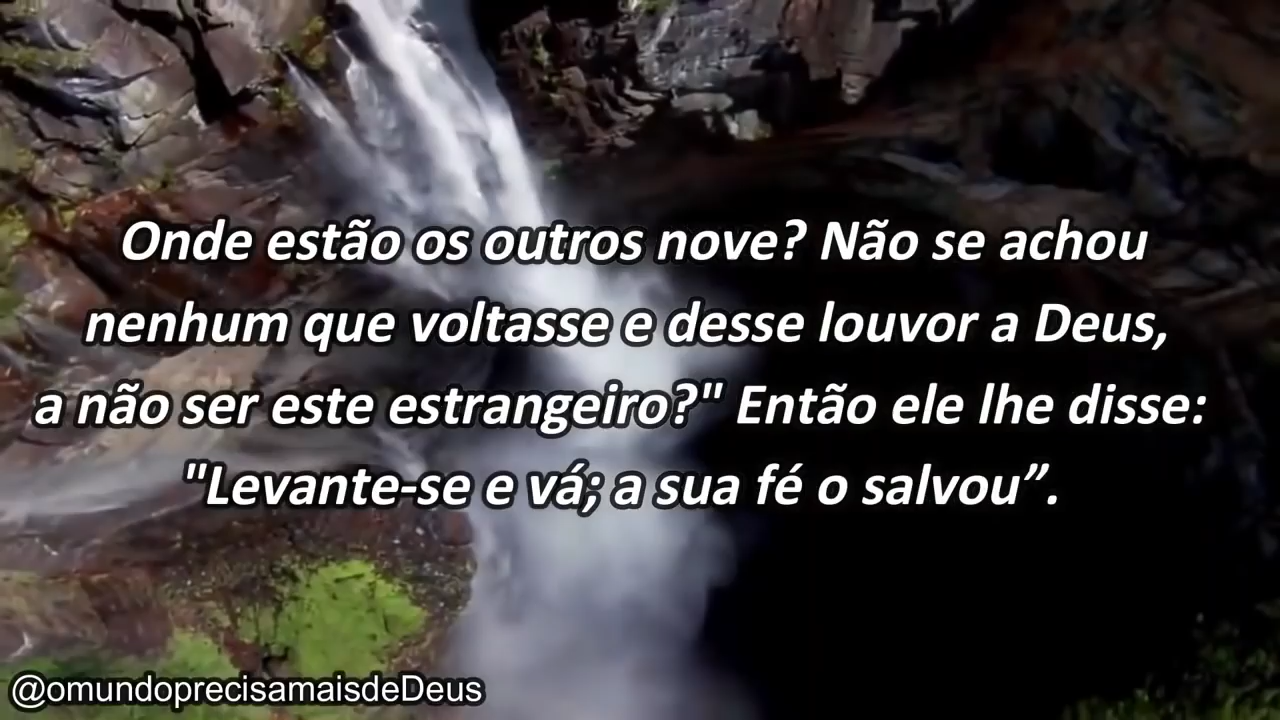 Onde estão os outros nove? Não se achou
nenhum que voltasse e desse louvor a Deus,
a não ser este estrangeiro?" Então ele lhe disse:
"Levante-se e vá; a sua fé o salvou”.
@omundoprecisamaisdeDeus